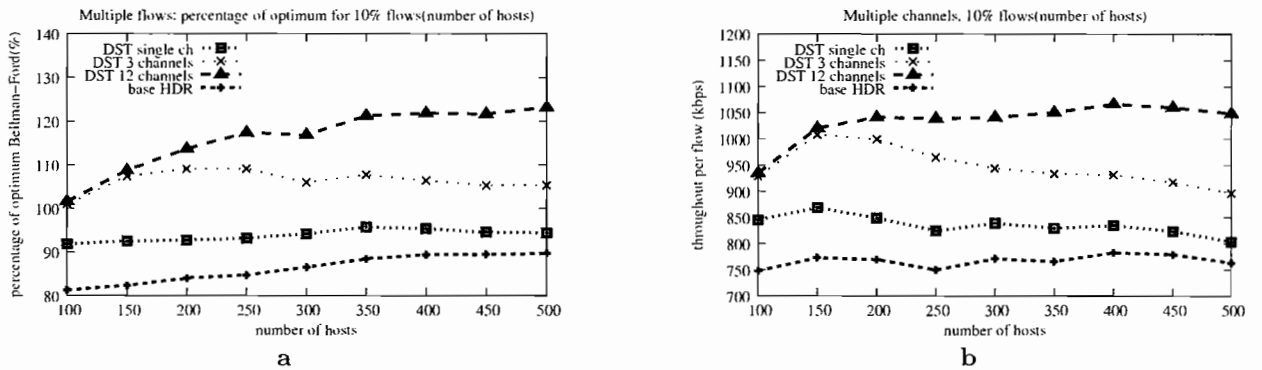 Multiple flows: percentage of optimum for 10% flows(number of hosts)
percentage of optimum Bellman-Ford(%)
140
130
120
110
100
90
80
DST single ch
DST 3 channels
DST 12 channels
base HDR
100 150 200 250 300 350 400 450 500
number of hosts
a
Multiple channels, 10% flows(number of hosts)
throughout per flow (kbps)
1200
1150
1100
1050
1000
950
900
850
800
750
700
DST single ch
DST 3 channels
DST 12 channels
base HDR
100 150 200 250 300 350 400 450 500
number of hosts
b